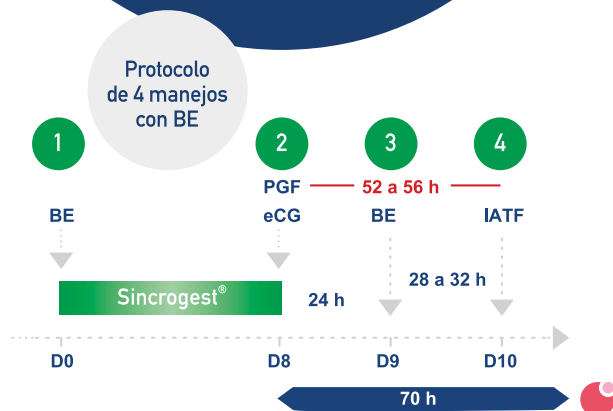 Protocolo
de 4 manejos
con BE
1
2
3
4
PGF
52 a 56 h
BE
eCG
BE
IATF
Sincrogest®
24 h
28 a 32 h
D0
D8
D9
D10
70 h